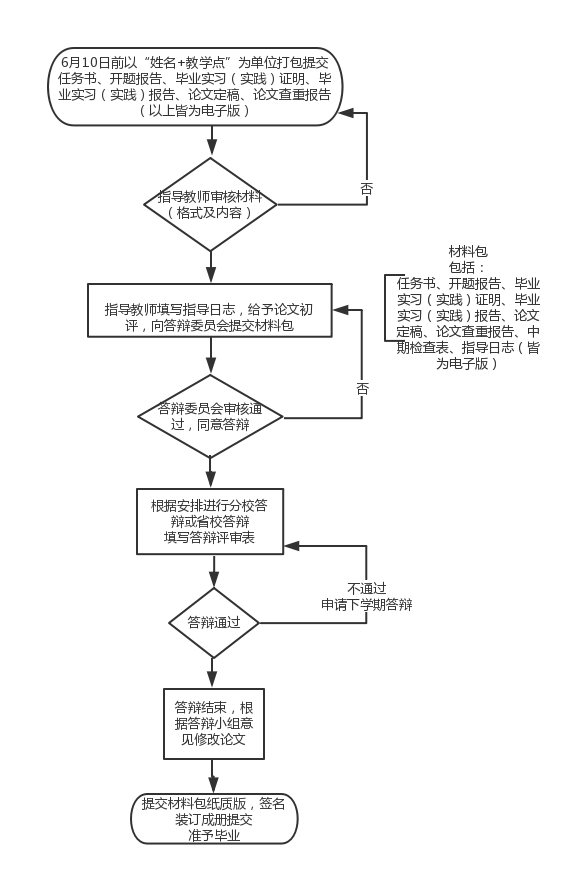 6月10日前以“姓名+教学点”为单位打包提交
任务书、开题报告、毕业实习（实践）证明、毕
业实习（实践）报告、论文定稿、论文查重报告
（以上皆为电子版）
否
指导教师审核材料
（格式及内容）
材料包
包括：
任务书、开题报告、毕业
实习（实践）证明、毕业
实习（实践）报告、论文
定稿、论文查重报告、中
期检查表、指导日志（皆
为电子版）
指导教师填写指导日志，给予论文初
评，向答辩委员会提交材料包
否
答辩委员会审核通
过，同意答辩
根据安排进行分校答
辩或省校答辩
填写答辩评审表
不通过
申请下学期答辩
答辩通过
答辩结束，根
据答辩小组意
见修改论文
提交材料包纸质版，签名
装订成册提交
准予毕业